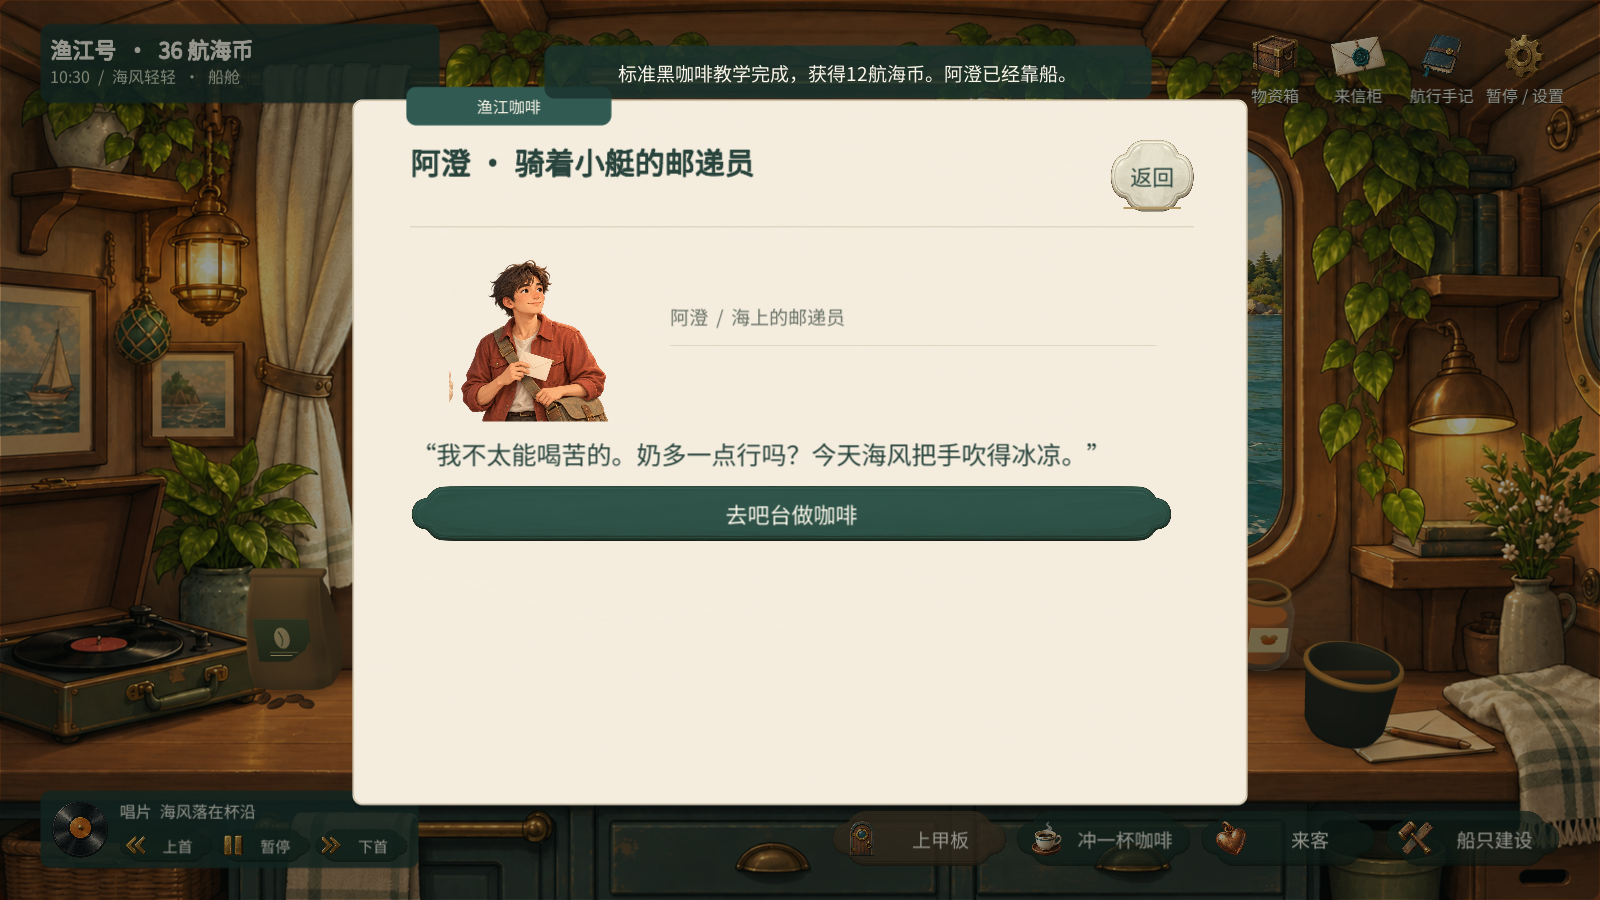 渔江号 · 36 航海币
10:30 / 海风轻轻 · 船舱
标准黑咖啡教学完成，获得12航海币。阿澄已经靠船。
物资箱
来信柜
航行手记
暂停 / 设置
渔江咖啡
阿澄 · 骑着小艇的邮递员
返回
阿澄 / 海上的邮递员
“我不太能喝苦的。奶多一点行吗？今天海风把手吹得冰凉。”
去吧台做咖啡
唱片 海风落在杯沿
上首
暂停
下首
上甲板
冲一杯咖啡
来客
船只建设